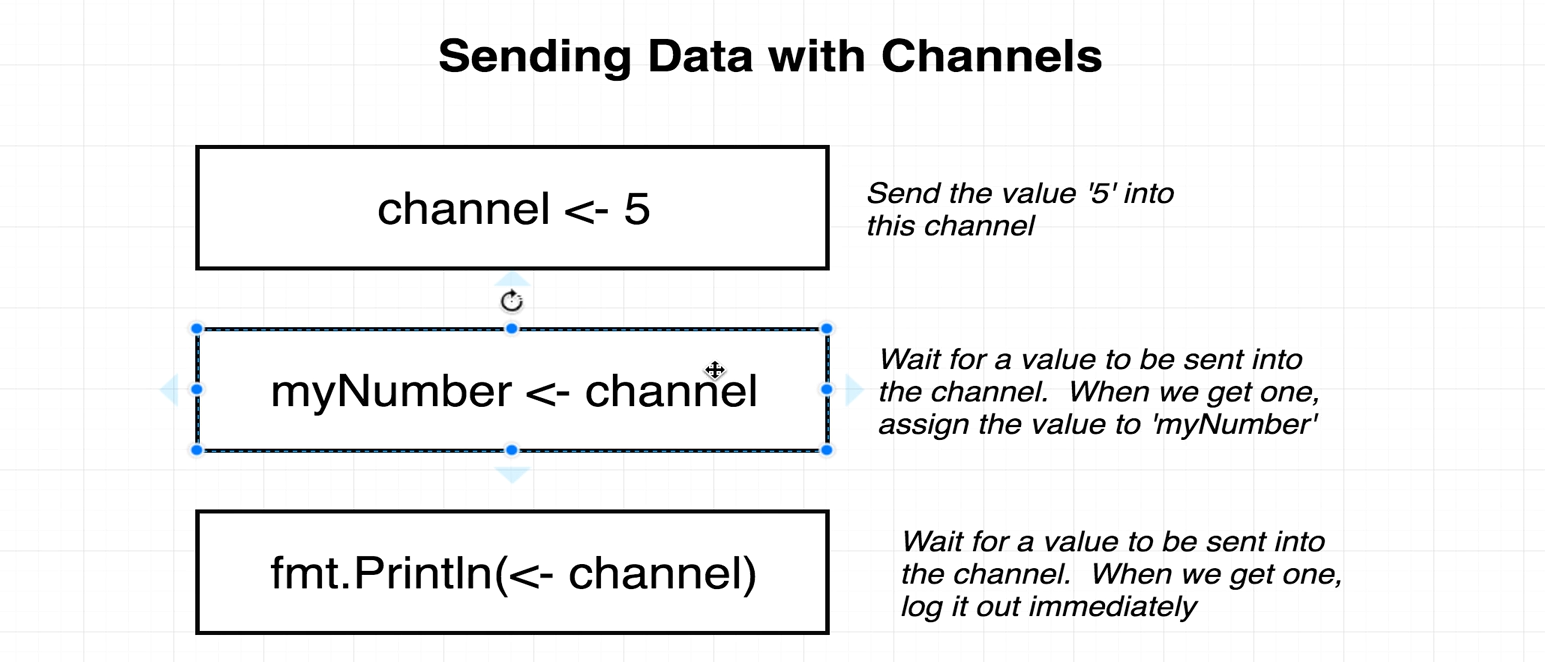 Sending Data with Channels
channel <- 5
Send the value '5' into
this channel
myNumber <- channel
Wait for a value to be sent into
the channel.  When we get one,
assign the value to 'myNumber'
fmt.Println(<- channel)
Wait for a value to be sent into
the channel.  When we get one,
log it out immediately